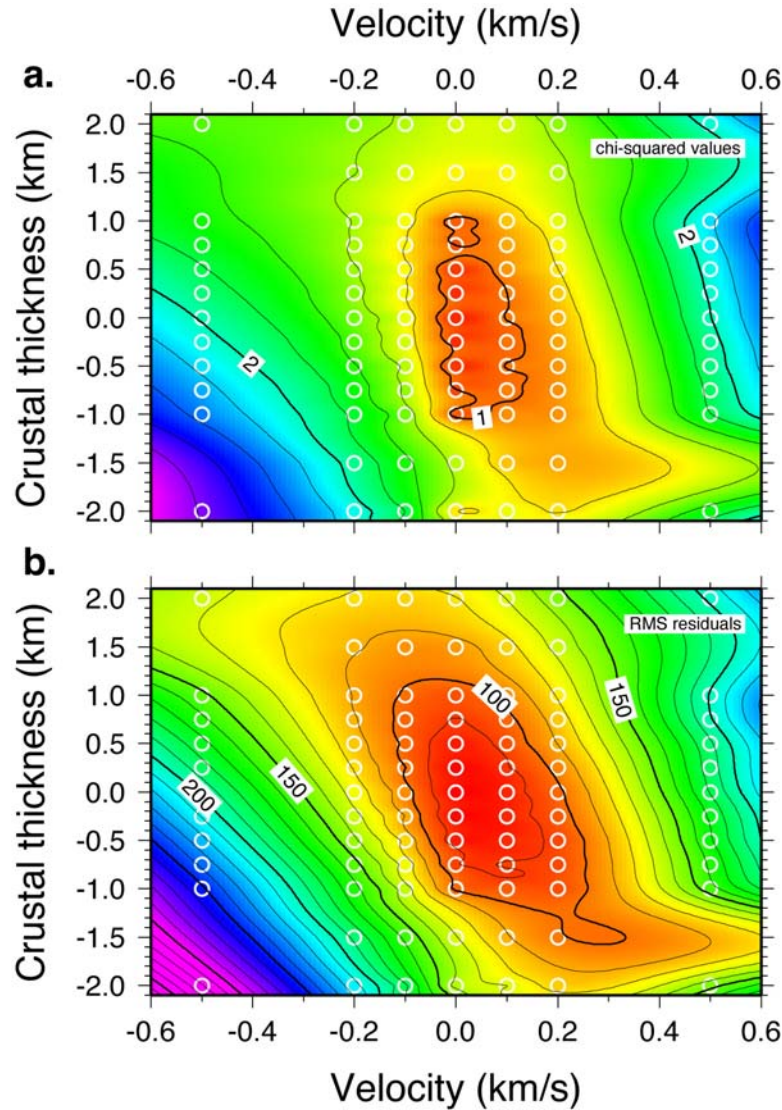 Velocity (km/s)
a.
-0.6 -0.4 -0.2 0.0 0.2 0.4 0.6
Crustal thickness (km)
2.0
1.5
1.0
0.5
0.0
-0.5
-1.0
-1.5
-2.0
chi-squared values
2
2
1
b.
Crustal thickness (km)
2.0
1.5
1.0
0.5
0.0
-0.5
-1.0
-1.5
-2.0
RMS residuals
100
150
150
200
-0.6 -0.4 -0.2 0.0 0.2 0.4 0.6
Velocity (km/s)